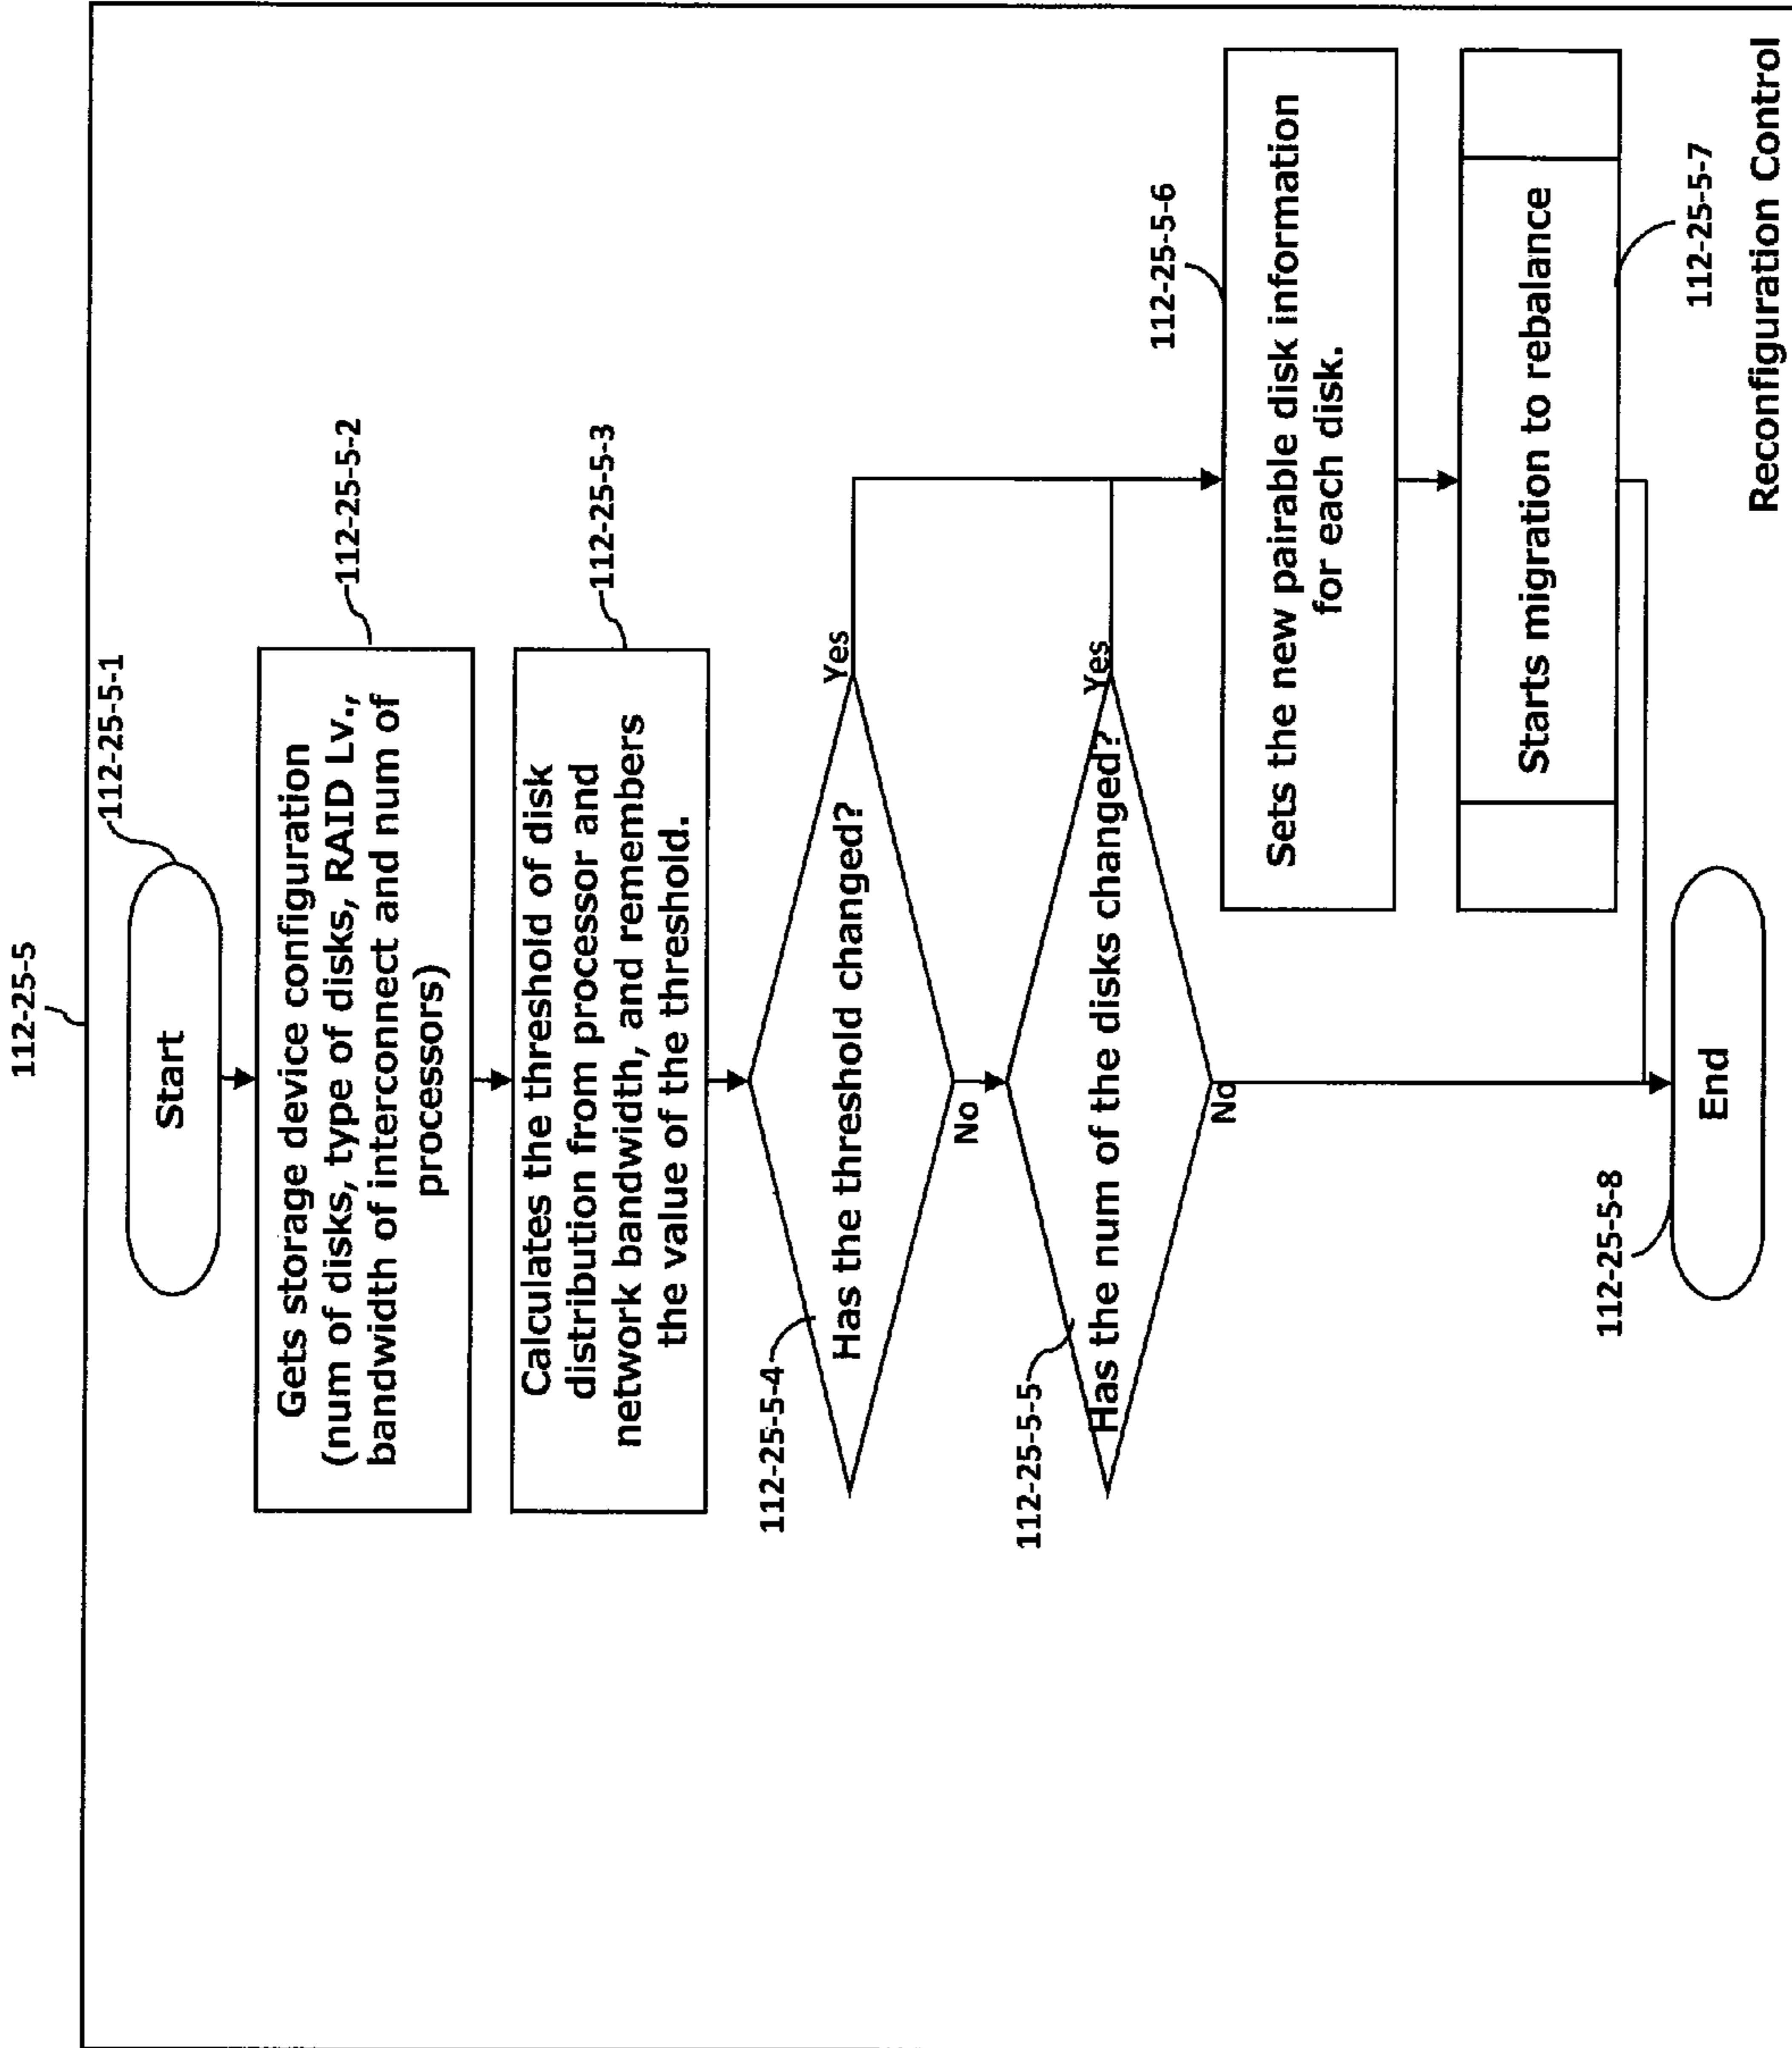 112-25-5
112-25-5-1
Start
112-25-5-2
Gets storage device configuration
(num of disks, type of disks, RAID Lv.,
bandwidth of interconnect and num of
processors)
112-25-5-3
Calculates the threshold of disk
distribution from processor and
network bandwidth, and remembers
the value of the threshold.
112-25-5-4
Has the threshold changed?
Yes
No
112-25-5-5
Has the num of the disks changed?
Yes
No
112-25-5-6
Sets the new pairable disk information
for each disk.
Starts migration to rebalance
112-25-5-7
112-25-5-8
End
Reconfiguration Control